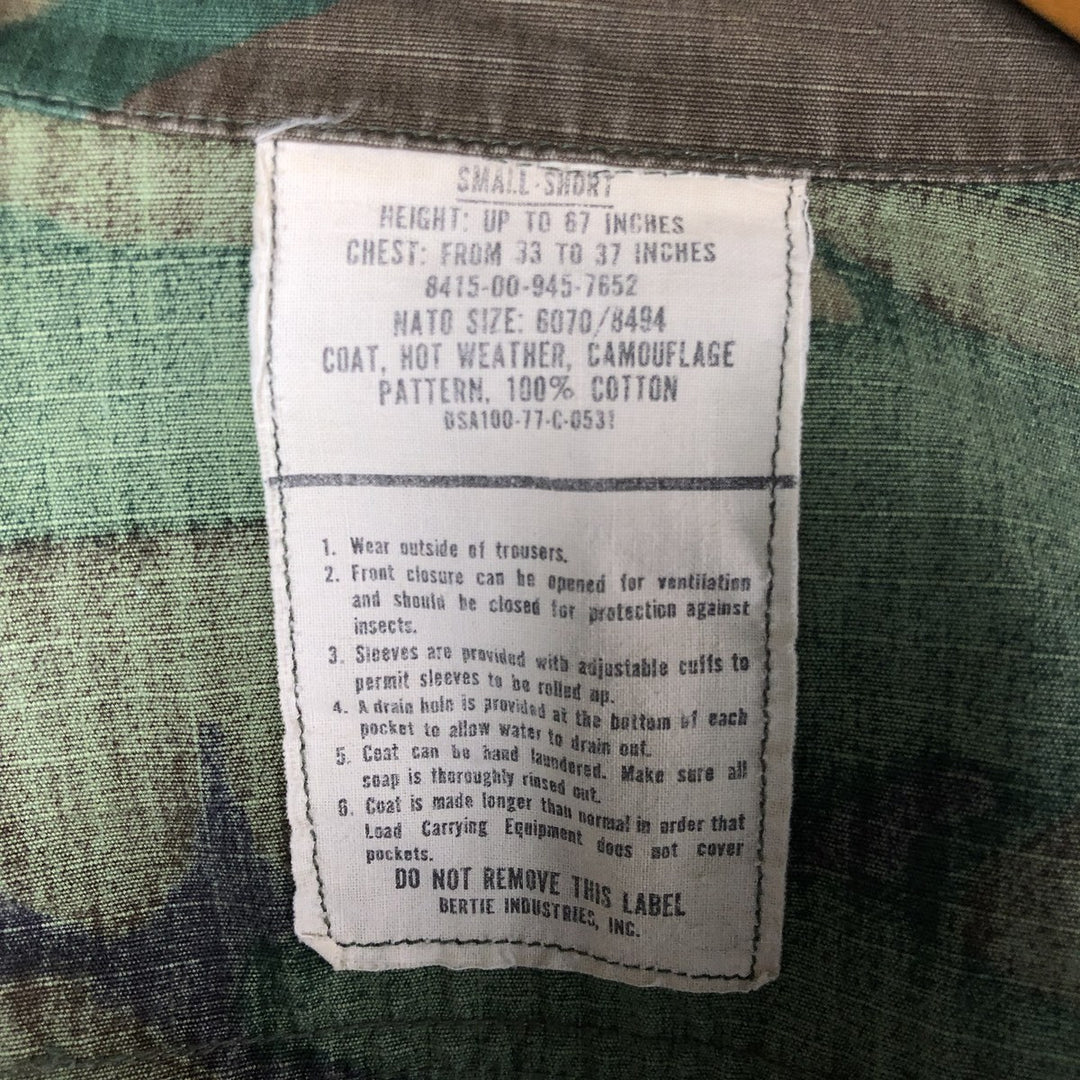 SMALL-SHORT
HEIGHT: UP TO 67 INCHES
CHEST: FROM 33 TO 37 INCHES
8415-00-945-7652
NATO SIZE: 6070/8494
COAT, HOT WEATHER, CAMOUFLAGE
PATTERN, 100% COTTON
DSA100-77-C-0531
1. Wear outside of trousers.
2. Front closure can be opened for ventilation
and should be closed for protection against
insects.
3. Sleeves are provided with adjustable cuffs to
permit sleeves to be rolled up.
4. A drain hole is provided at the bottom of each
pocket to allow water to drain out.
5. Coat can be hand laundered. Make sure all
soap is thoroughly rinsed out.
6. Coat is made longer than normal in order that
Load Carrying Equipment does not cover
pockets.
DO NOT REMOVE THIS LABEL
BERTIE INDUSTRIES, INC.